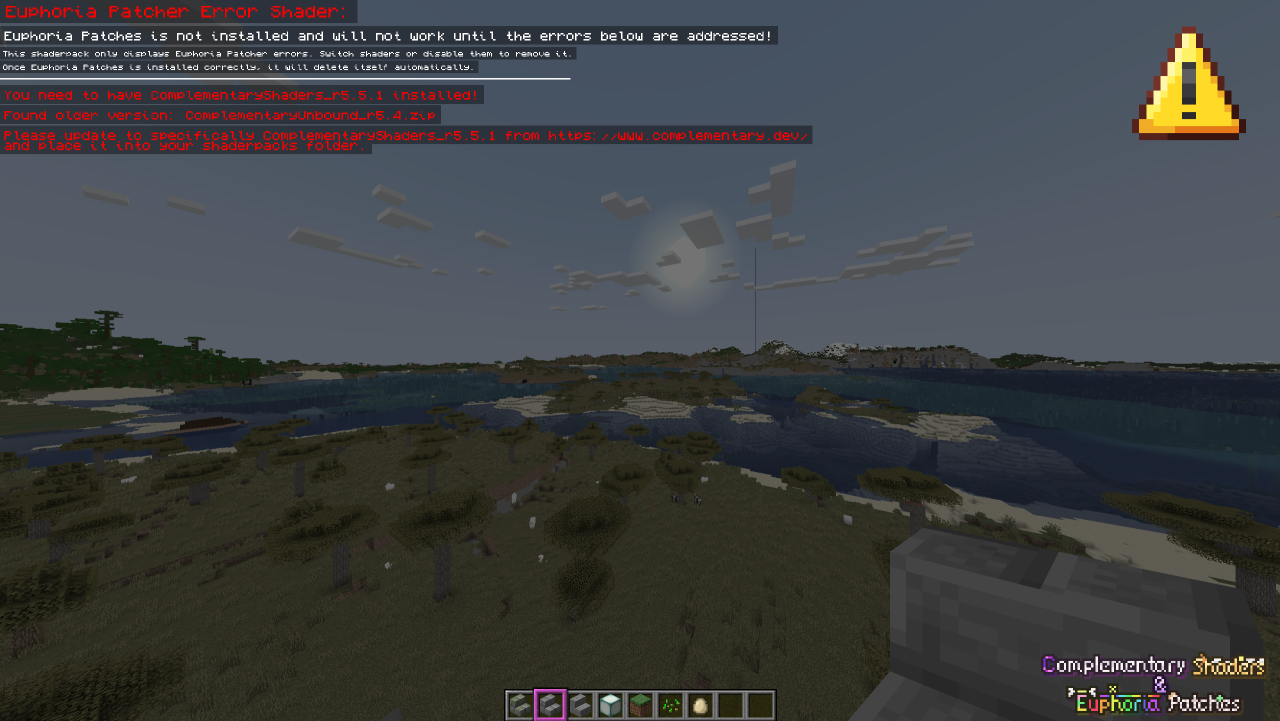 Euphoria Patcher Error Shader:
Euphoria Patches is not installed and will not work until the errors below are addressed!
This shaderpack only displays Euphoria Patcher errors. Switch shaders or disable them to remove it.
Once Euphoria Patches is installed correctly, it will delete itself automatically.
You need to have ComplementaryShaders_r5.5.1 installed!
Found older version: ComplementaryUnbound_r5.4.zip
Please update to specifically ComplementaryShaders_r5.5.1 from https://www.complementary.dev/
and place it into your shaderpacks folder.
Complementary Shaders
&
Euphoria Patches